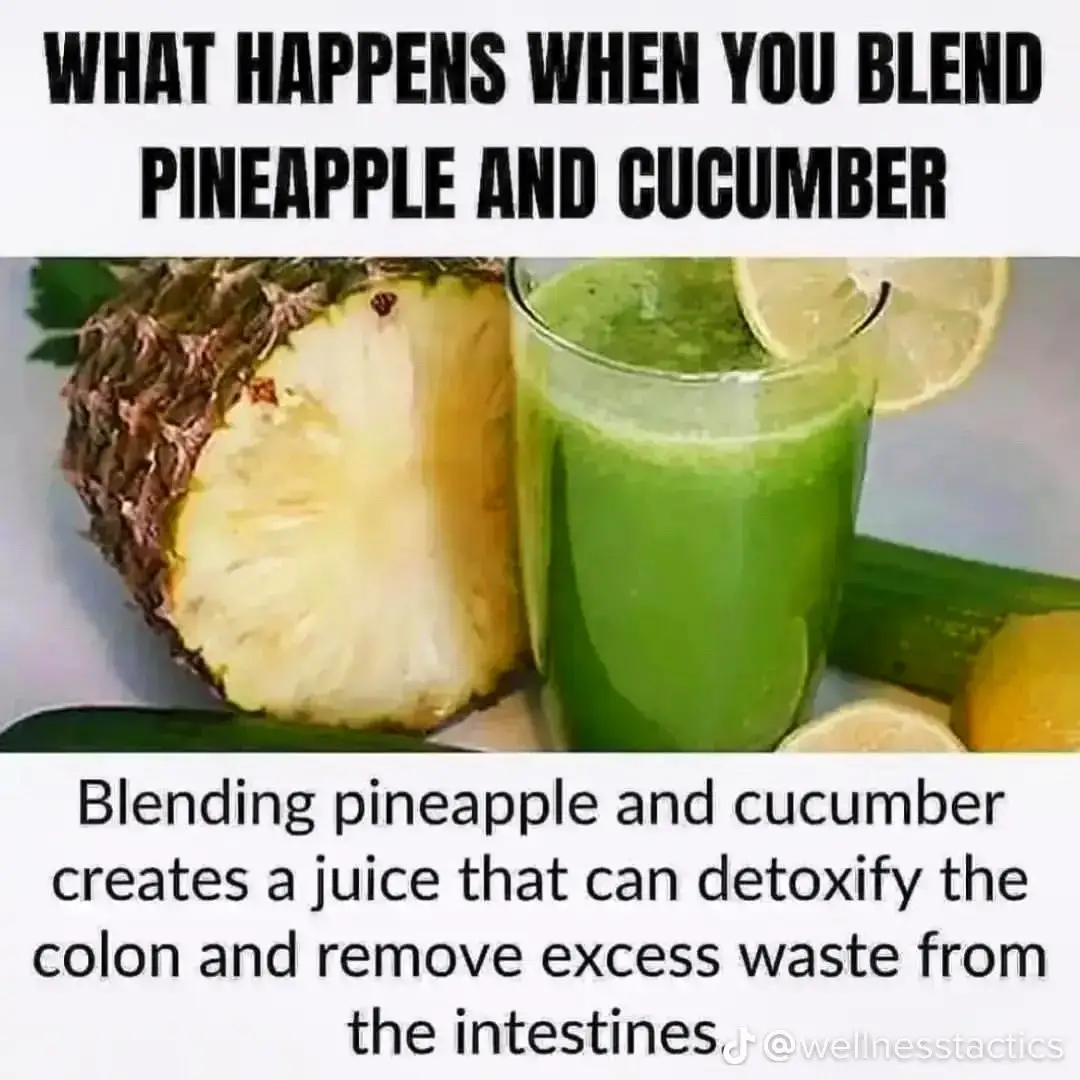 WHAT HAPPENS WHEN YOU BLEND
PINEAPPLE AND CUCUMBER
Blending pineapple and cucumber
creates a juice that can detoxify the
colon and remove excess waste from
the intestines.
@wellnesstactics